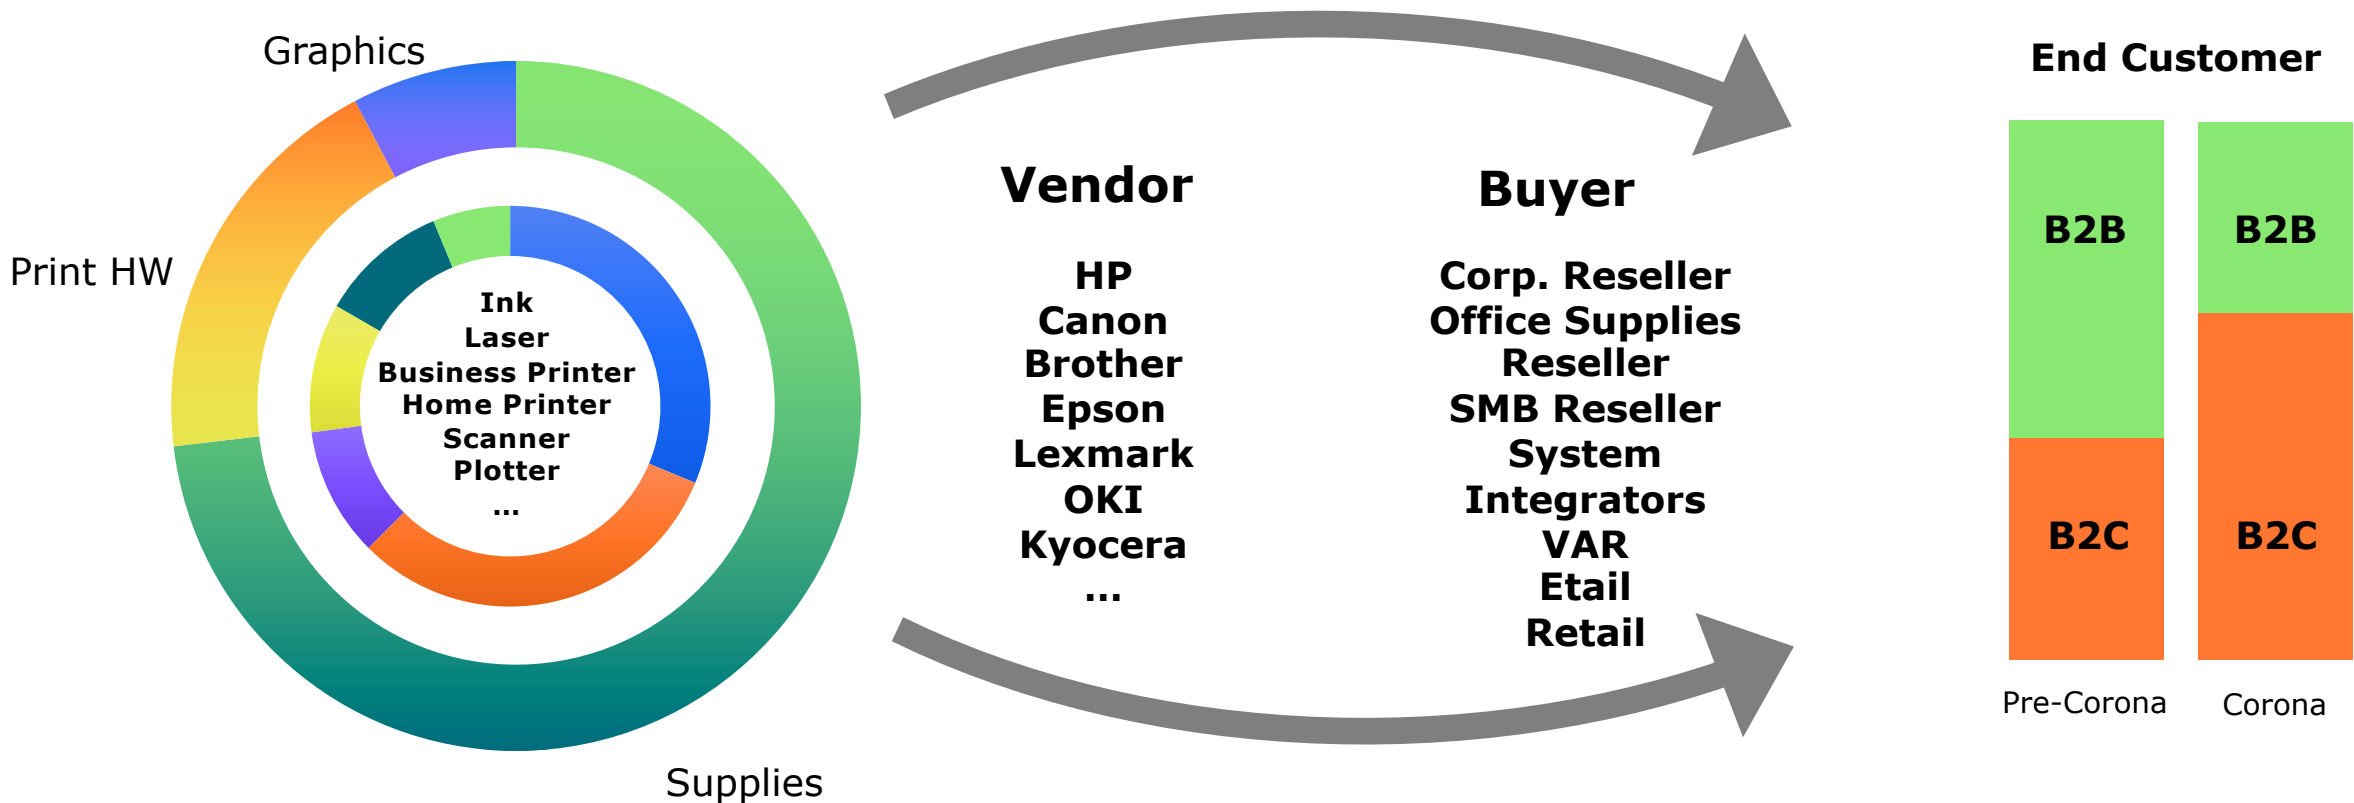 Graphics
Print HW
Supplies
Ink
Laser
Business Printer
Home Printer
Scanner
Plotter
...
Vendor
HP
Canon
Brother
Epson
Lexmark
OKI
Kyocera
...
Buyer
Corp. Reseller
Office Supplies
Reseller
SMB Reseller
System
Integrators
VAR
Etail
Retail
End Customer
B2B
B2C
Pre-Corona
B2B
B2C
Corona